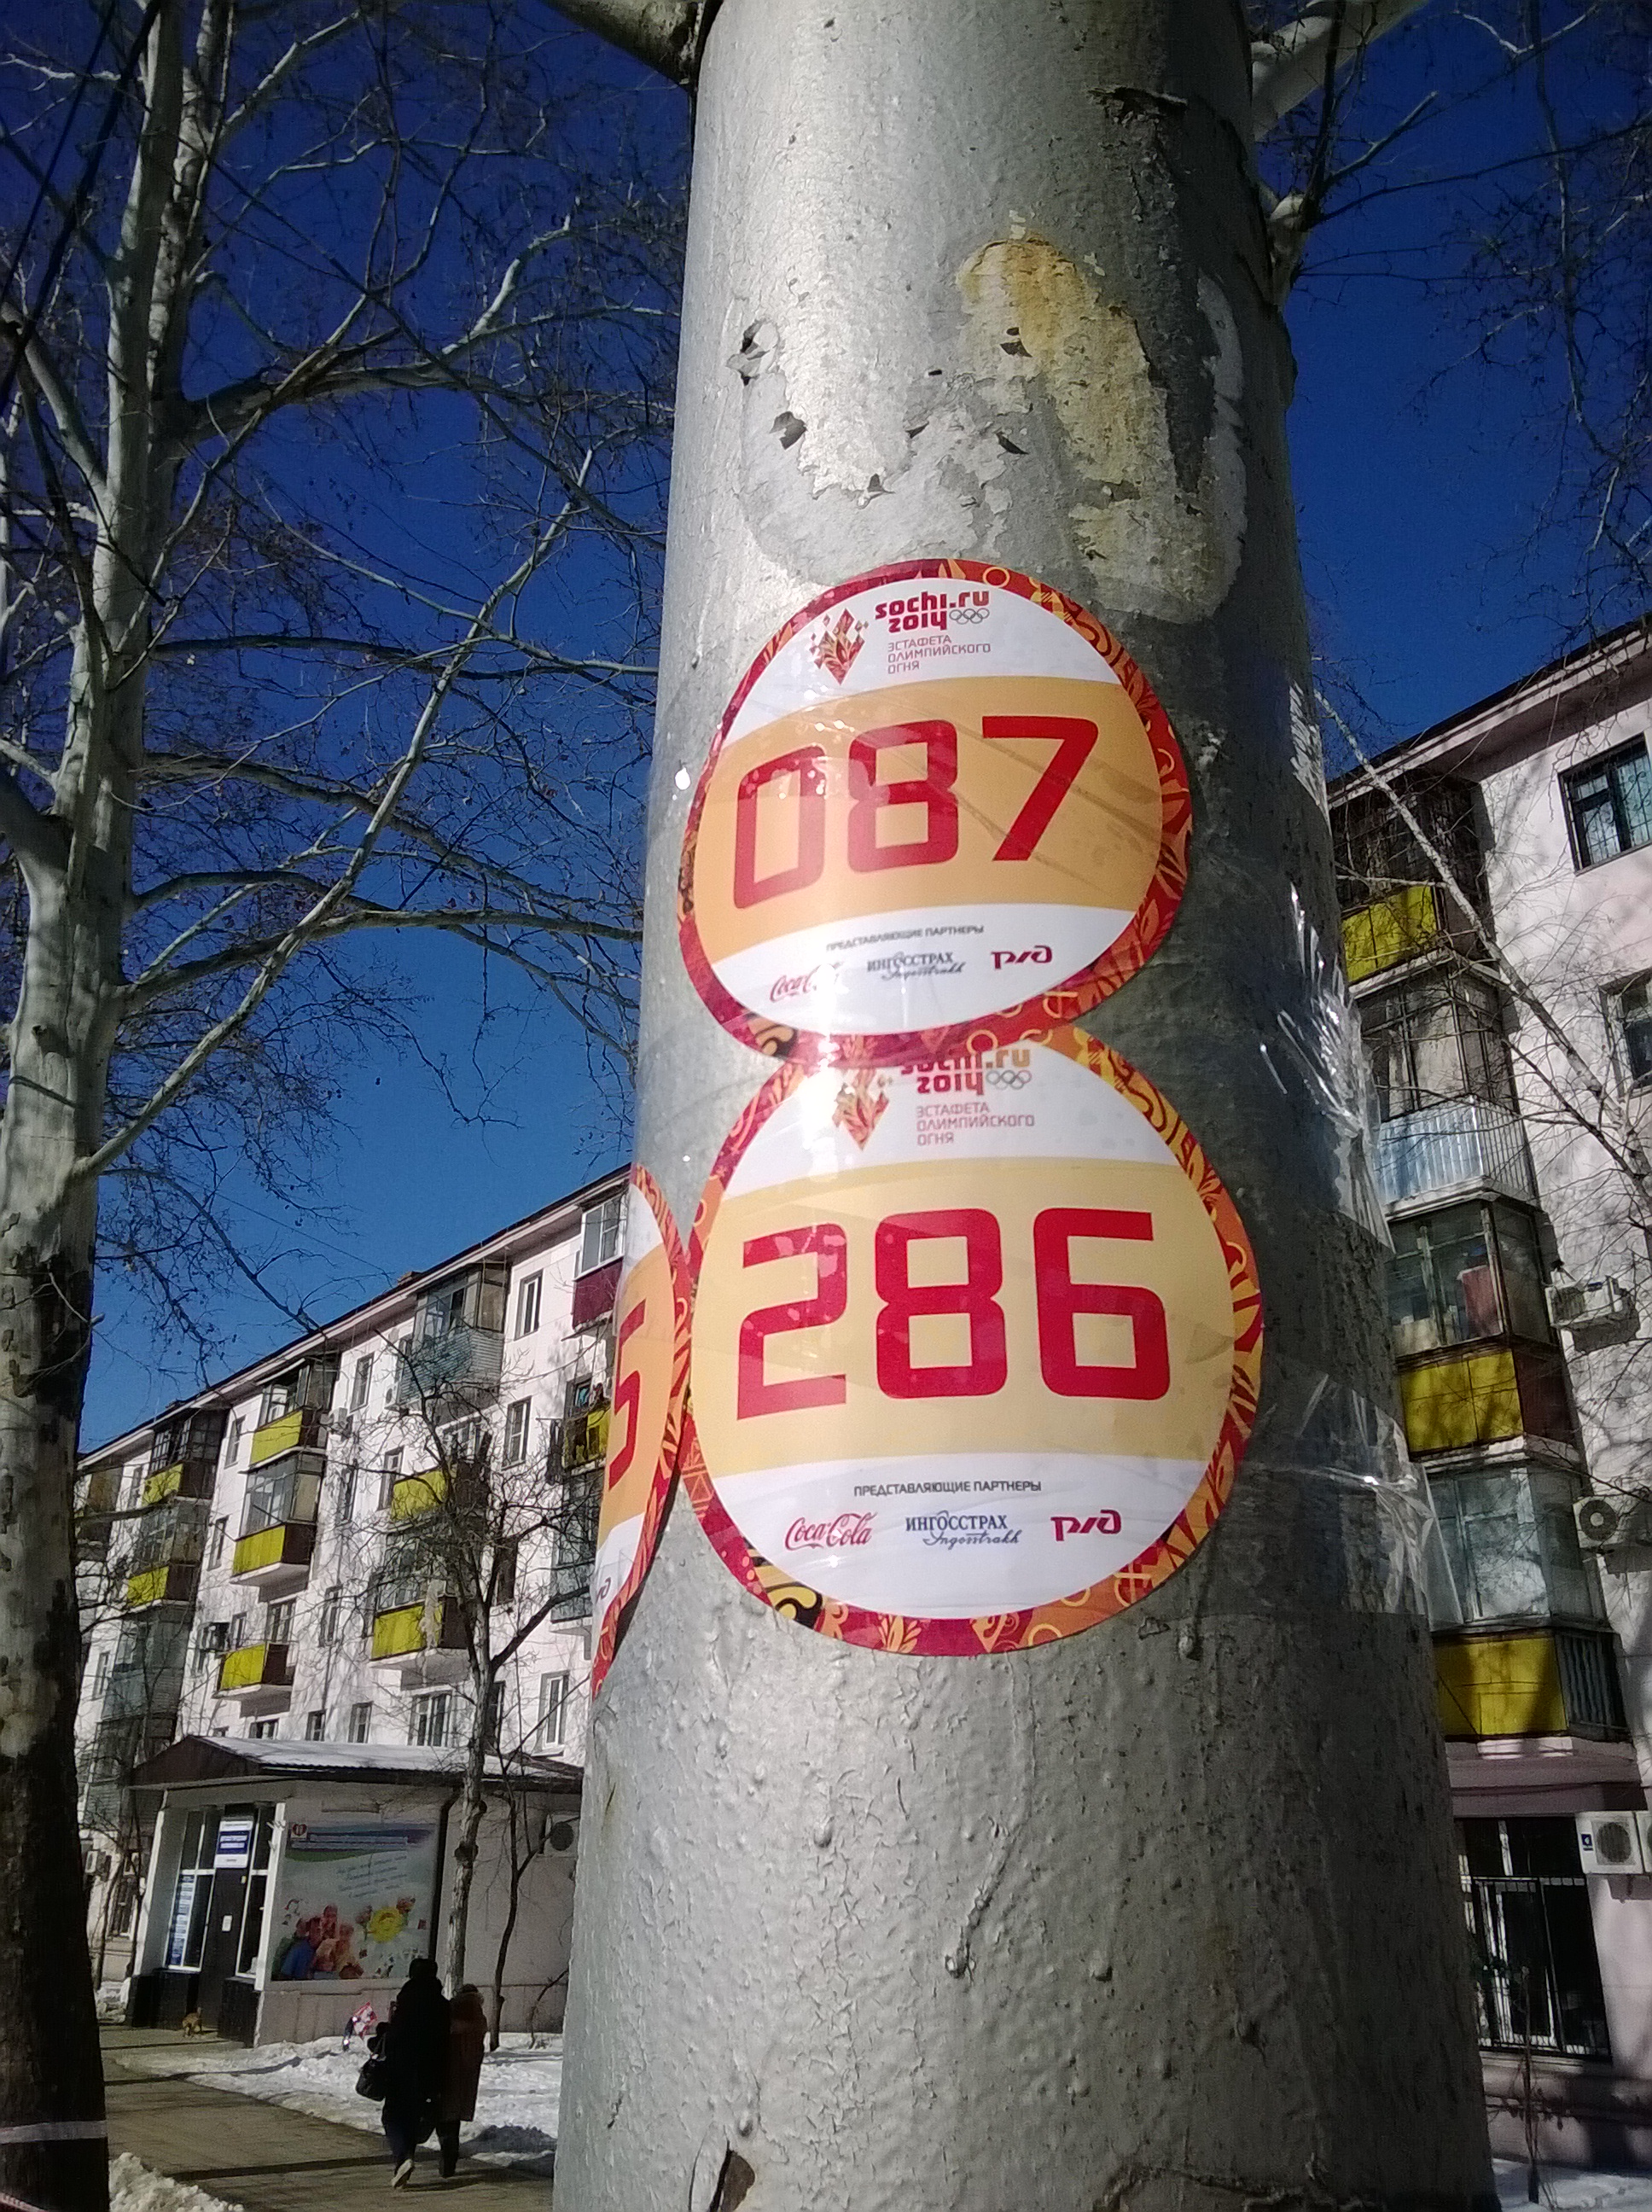 sochi.ru
2014
ЭСТАФЕТА
ОЛИМПИЙСКОГО
ОГНЯ
087
ПРЕДСТАВЛЯЮЩИЕ ПАРТНЕРЫ
Coca-Cola ИНГОССТРАХ ржд
Ingosstrakh
sochi.ru
2014
ЭСТАФЕТА
ОЛИМПИЙСКОГО
ОГНЯ
5
286
ПРЕДСТАВЛЯЮЩИЕ ПАРТНЕРЫ
Coca-Cola ИНГОССТРАХ ржд
Ingosstrakh